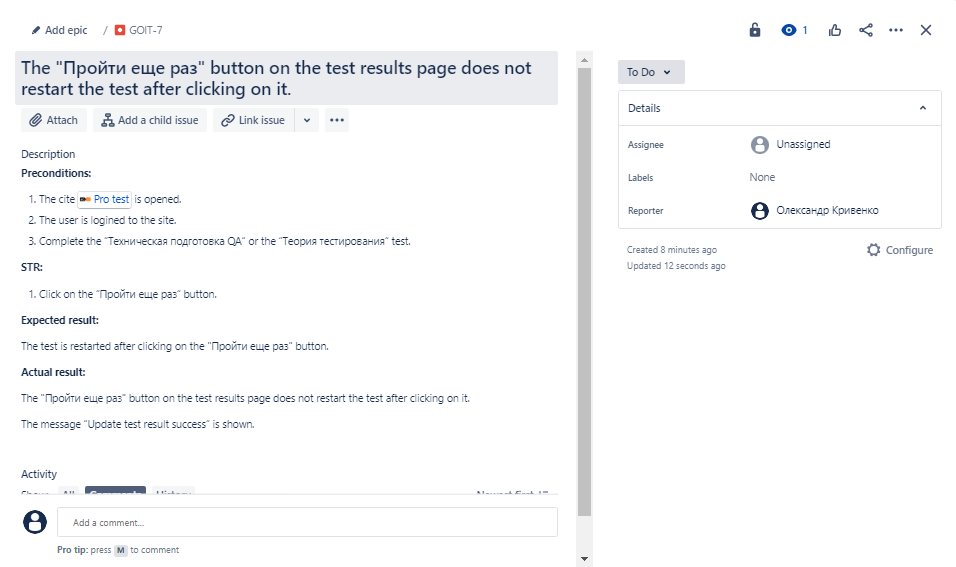 Add epic / GOIT-7
1
The "Пройти еще раз" button on the test results page does not
restart the test after clicking on it.
Attach
Add a child issue
Link issue
Description
Preconditions:
1. The cite Pro test is opened.
2. The user is logined to the site.
3. Complete the "Техническая подготовка QA" or the "Теория тестирования" test.
STR:
1. Click on the "Пройти еще раз" button.
Expected result:
The test is restarted after clicking on the "Пройти еще раз" button.
Actual result:
The "Пройти еще раз" button on the test results page does not restart the test after clicking on it.
The message "Update test result success" is shown.
Activity
Show: All Comments History Newest first
Add a comment...
Pro tip: press M to comment
To Do
Details
Assignee Unassigned
Labels None
Reporter Олександр Кривенко
Created 8 minutes ago
Updated 12 seconds ago
Configure